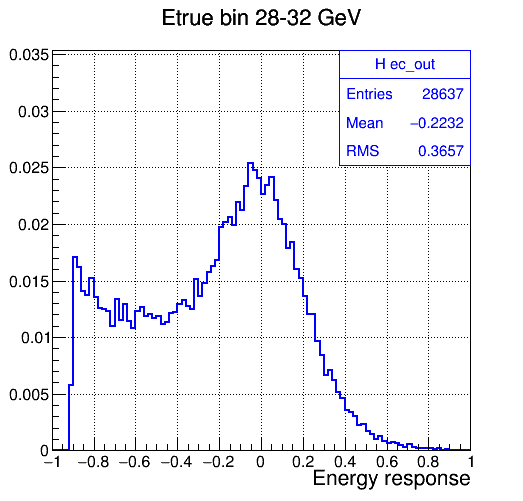 Etrue bin 28-32 GeV
H ec_out
Entries 28637
Mean −0.2232
RMS 0.3657
0.035
0.03
0.025
0.02
0.015
0.01
0.005
0
−1 −0.8 −0.6 −0.4 −0.2 0 0.2 0.4 0.6 0.8 1
Energy response